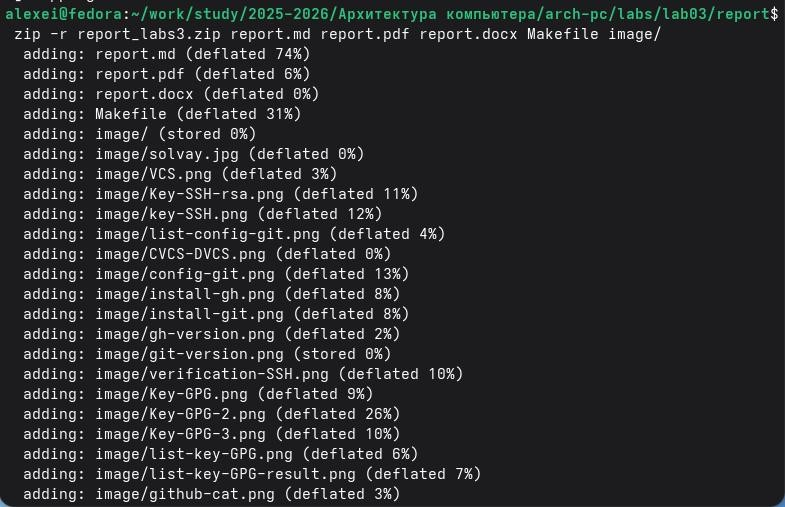 alexei@fedora:~/work/study/2025-2026/Архитектура компьютера/arch-pc/labs/lab03/report$
zip -r report_labs3.zip report.md report.pdf report.docx Makefile image/
adding: report.md (deflated 74%)
adding: report.pdf (deflated 6%)
adding: report.docx (deflated 0%)
adding: Makefile (deflated 31%)
adding: image/ (stored 0%)
adding: image/solvay.jpg (deflated 0%)
adding: image/VCS.png (deflated 3%)
adding: image/Key-SSH-rsa.png (deflated 11%)
adding: image/key-SSH.png (deflated 12%)
adding: image/list-config-git.png (deflated 4%)
adding: image/CVCS-DVCS.png (deflated 0%)
adding: image/config-git.png (deflated 13%)
adding: image/install-gh.png (deflated 8%)
adding: image/install-git.png (deflated 8%)
adding: image/gh-version.png (deflated 2%)
adding: image/git-version.png (stored 0%)
adding: image/verification-SSH.png (deflated 10%)
adding: image/Key-GPG.png (deflated 9%)
adding: image/Key-GPG-2.png (deflated 26%)
adding: image/Key-GPG-3.png (deflated 10%)
adding: image/list-key-GPG.png (deflated 6%)
adding: image/list-key-GPG-result.png (deflated 7%)
adding: image/github-cat.png (deflated 3%)